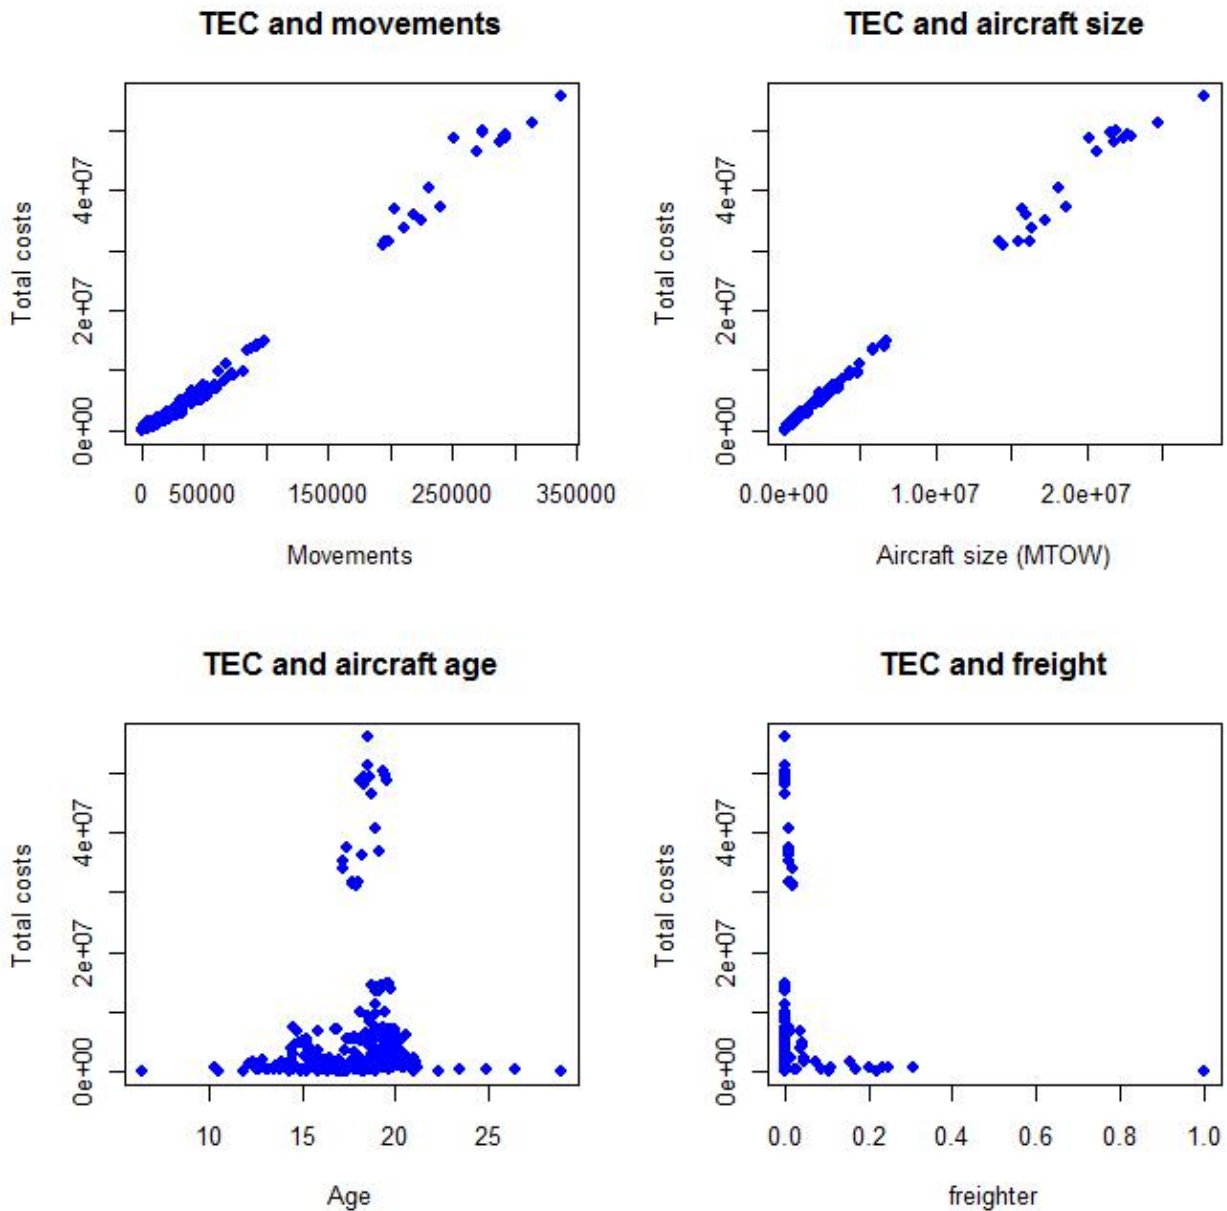 TEC and movements
Total costs
0e+00 2e+07 4e+07
0 50000 150000 250000 350000
Movements
TEC and aircraft size
Total costs
0e+00 2e+07 4e+07
0.0e+00 1.0e+07 2.0e+07
Aircraft size (MTOW)
TEC and aircraft age
Total costs
0e+00 2e+07 4e+07
10 15 20 25
Age
TEC and freight
Total costs
0e+00 2e+07 4e+07
0.0 0.2 0.4 0.6 0.8 1.0
freighter